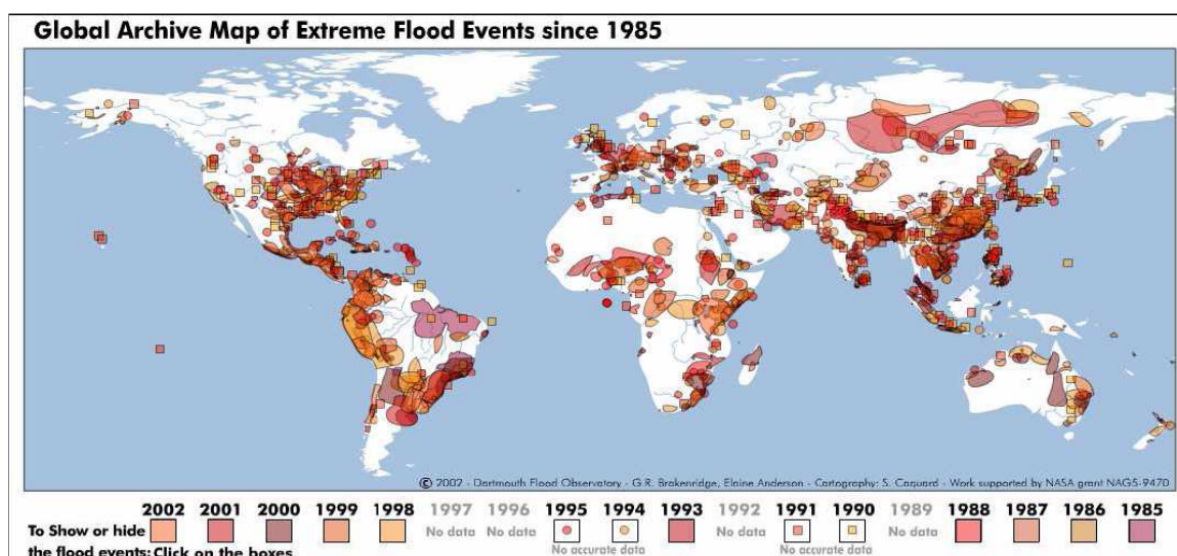 Global Archive Map of Extreme Flood Events since 1985
© 2002 - Dartmouth Flood Observatory - G.R. Brakenridge, Elaine Anderson - Cartography: S. Caquard - Work supported by NASA grant NAG5-9470
2002 2001 2000 1999 1998 1997 1996 1995 1994 1993 1992 1991 1990 1989 1988 1987 1986 1985
To Show or hide No data No data No data No data
No accurate data No accurate data
the flood events: Click on the boxes